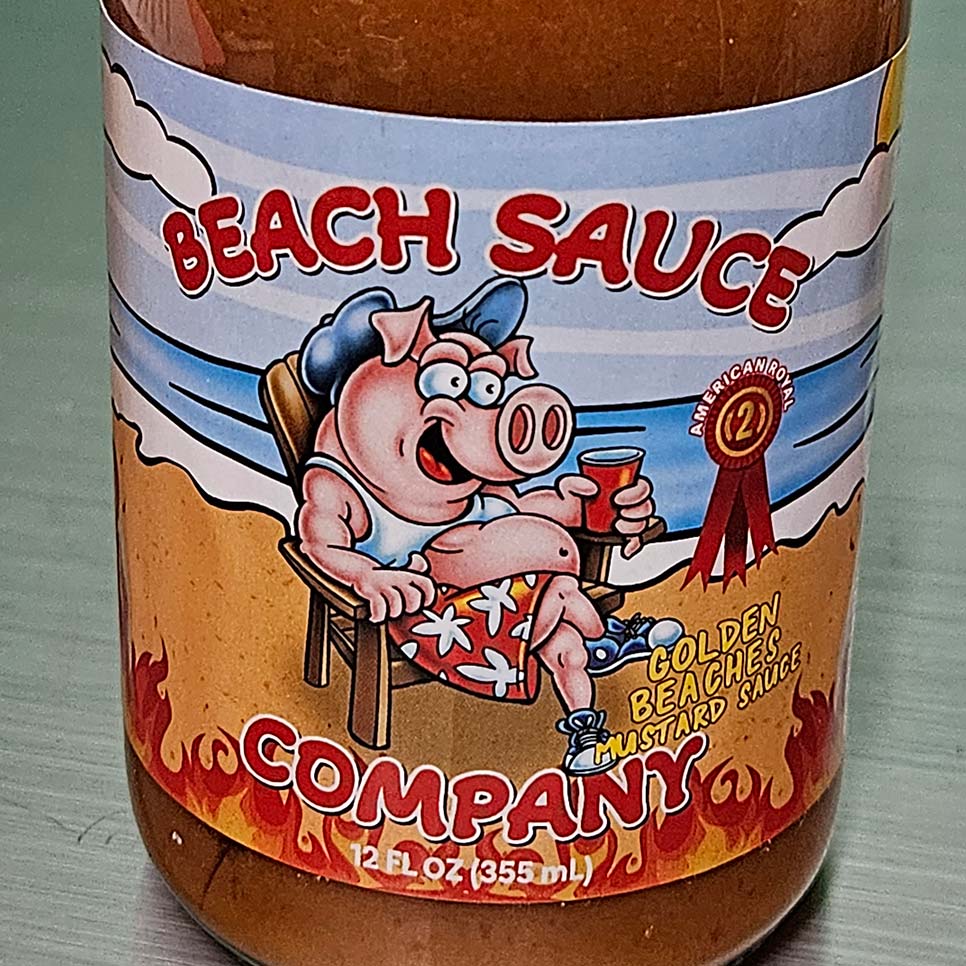 BEACH SAUCE
AMERICAN ROYAL
2
GOLDEN
BEACHES
MUSTARD SAUCE
COMPANY
12 FL OZ (355 mL)